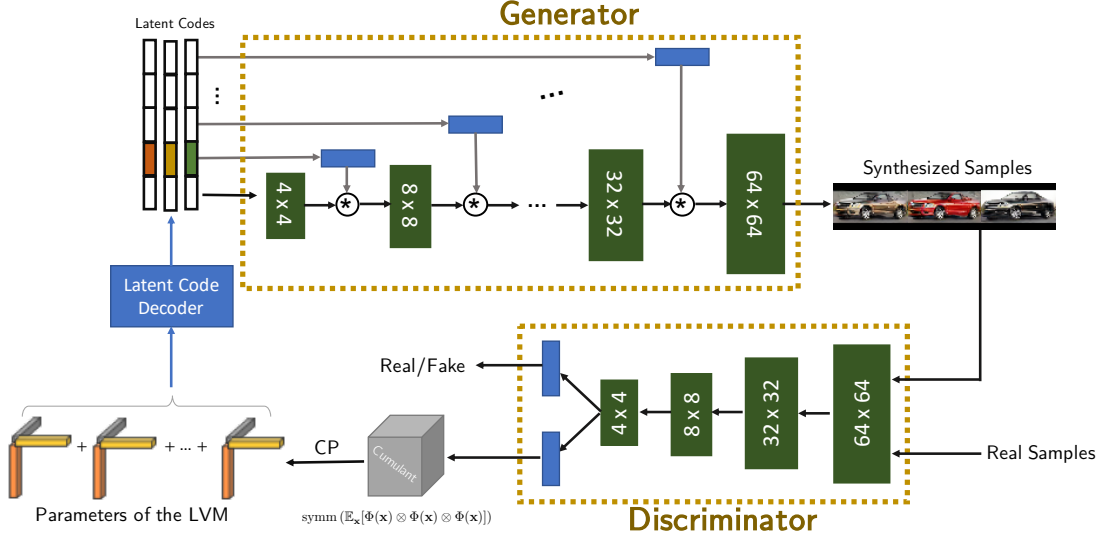 Generator
Latent Codes
...
...
4 x 4
*
8 x 8
*
...
32 x 32
*
64 x 64
Synthesized Samples
Latent Code
Decoder
Real/Fake
4 x 4
8 x 8
32 x 32
64 x 64
Real Samples
+
+ ... +
CP
Cumulant
Parameters of the LVM
symm (𝔼ₓ[Φ(𝐱) ⊗ Φ(𝐱) ⊗ Φ(𝐱)])
Discriminator